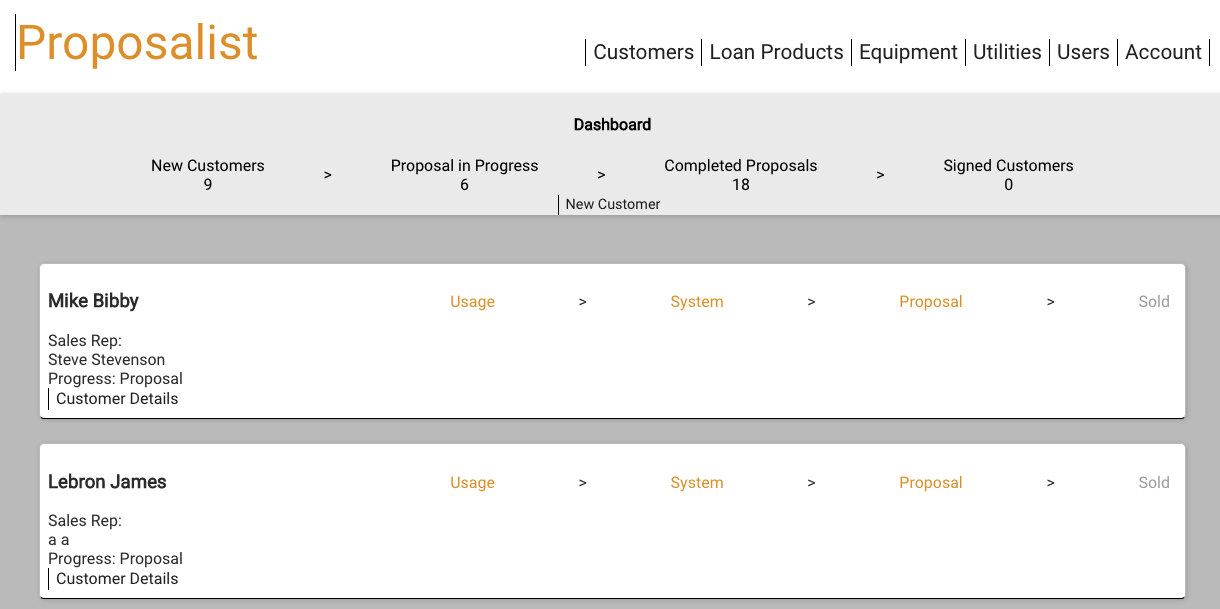 Proposalist
Customers Loan Products Equipment Utilities Users Account
Dashboard
New Customers > Proposal in Progress > Completed Proposals > Signed Customers
9 6 18 0
New Customer
Mike Bibby Usage > System > Proposal > Sold
Sales Rep:
Steve Stevenson
Progress: Proposal
Customer Details
Lebron James Usage > System > Proposal > Sold
Sales Rep:
a a
Progress: Proposal
Customer Details